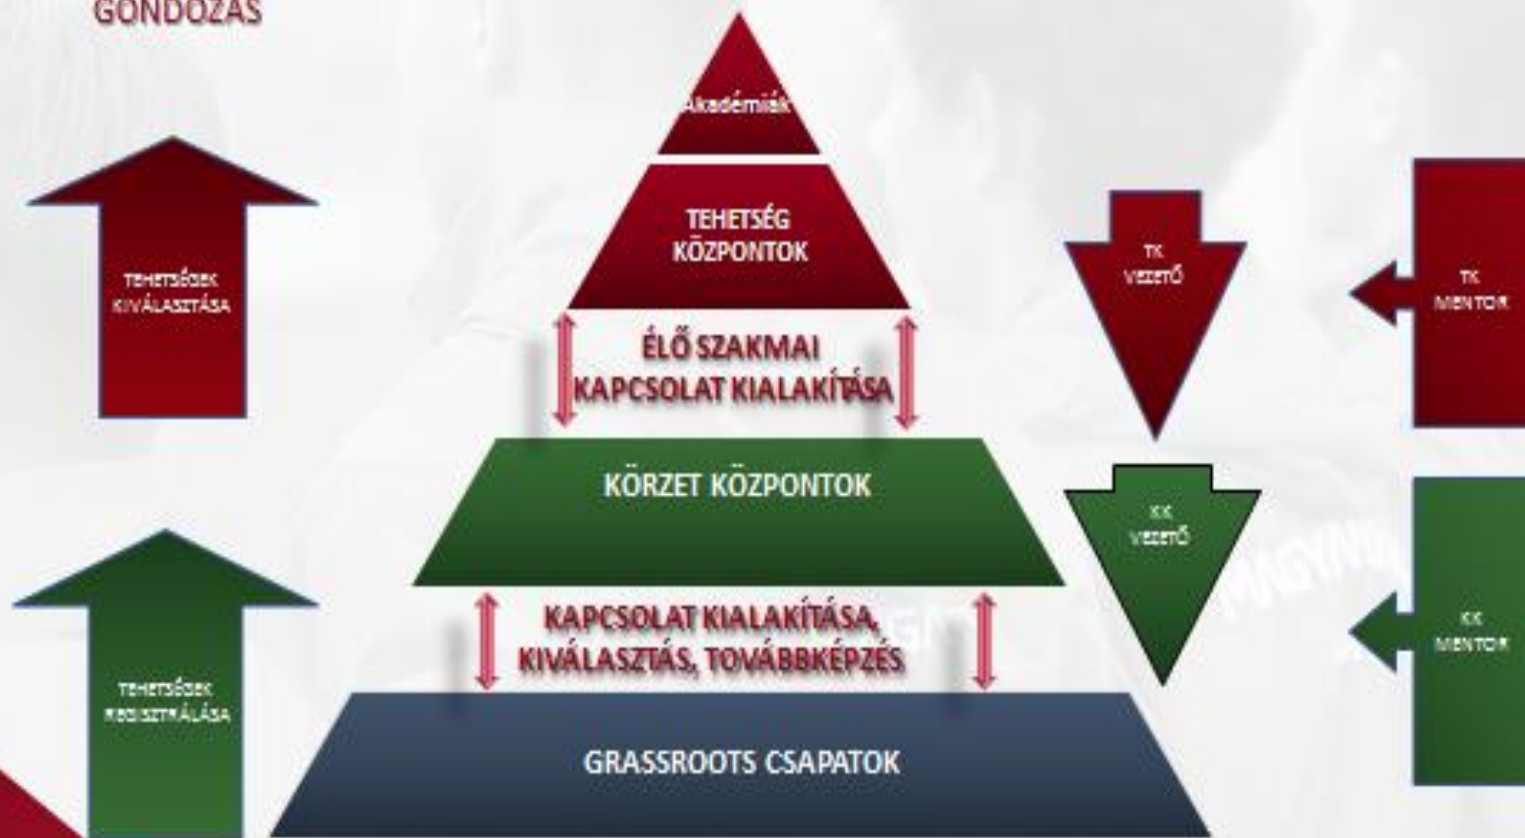 GONDOZÁS
Akadémiák
TEHETSÉG
KÖZPONTOK
TEHETSÉGEK
KIVÁLASZTÁSA
TK
VEZETŐ
TK
MENTOR
ÉLŐ SZAKMAI
KAPCSOLAT KIALAKÍTÁSA
KÖRZET KÖZPONTOK
KK
VEZETŐ
KK
MENTOR
KAPCSOLAT KIALAKÍTÁSA,
KIVÁLASZTÁS, TOVÁBBKÉPZÉS
TEHETSÉGEK
REGISZTRÁLÁSA
GRASSROOTS CSAPATOK